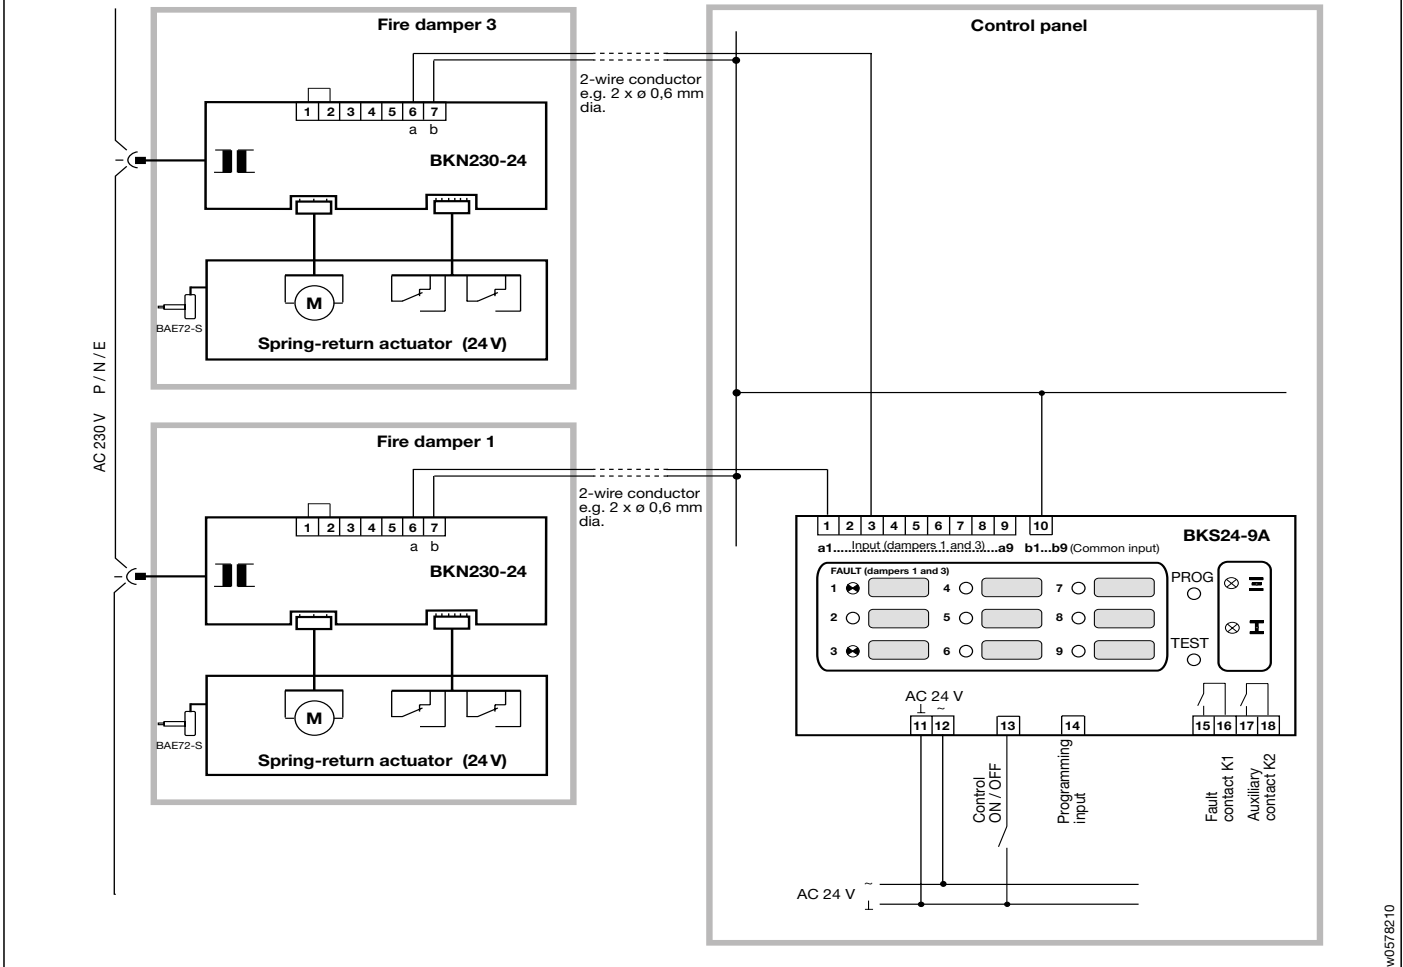 Fire damper 3
Control panel
2-wire conductor
e.g. 2 x ø 0,6 mm
dia.
1 2 3 4 5 6 7
a b
BKN230-24
M
BAE72-S
Spring-return actuator (24 V)
AC 230 V P / N / E
Fire damper 1
2-wire conductor
e.g. 2 x ø 0,6 mm
dia.
1 2 3 4 5 6 7
a b
BKN230-24
M
BAE72-S
Spring-return actuator (24 V)
1 2 3 4 5 6 7 8 9 10
BKS24-9A
a1......Input (dampers 1 and 3)......a9 b1...b9 (Common input)
FAULT (dampers 1 and 3)
1 4 7
2 5 8
3 6 9
PROG
TEST
AC 24 V
⊥ ~
11 12 13 14 15 16 17 18
Control
ON / OFF
Programming
input
Fault
contact K1
Auxiliary
contact K2
AC 24 V
~
⊥
w0578210